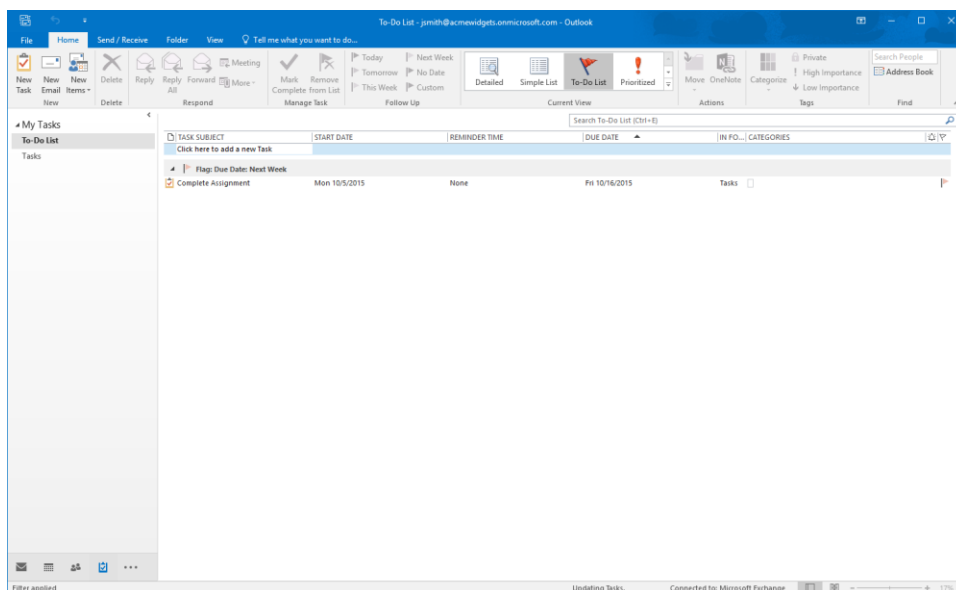 To-Do List - jsmith@acmewidgets.onmicrosoft.com - Outlook
File Home Send / Receive Folder View Tell me what you want to do...
New Task
New Email
New Items
Delete
Reply
Reply All
Forward
Meeting
More
Mark Complete
Remove from List
Today
Tomorrow
This Week
Next Week
No Date
Custom
Detailed
Simple List
To-Do List
Prioritized
Move
OneNote
Categorize
Private
High Importance
Low Importance
Search People
Address Book
New Delete Respond Manage Task Follow Up Current View Actions Tags Find
My Tasks
To-Do List
Tasks
Search To-Do List (Ctrl+E)
TASK SUBJECT START DATE REMINDER TIME DUE DATE IN FO... CATEGORIES
Click here to add a new Task
Flag: Due Date: Next Week
Complete Assignment Mon 10/5/2015 None Fri 10/16/2015 Tasks
Filter applied Updating Tasks. Connected to: Microsoft Exchange 17%